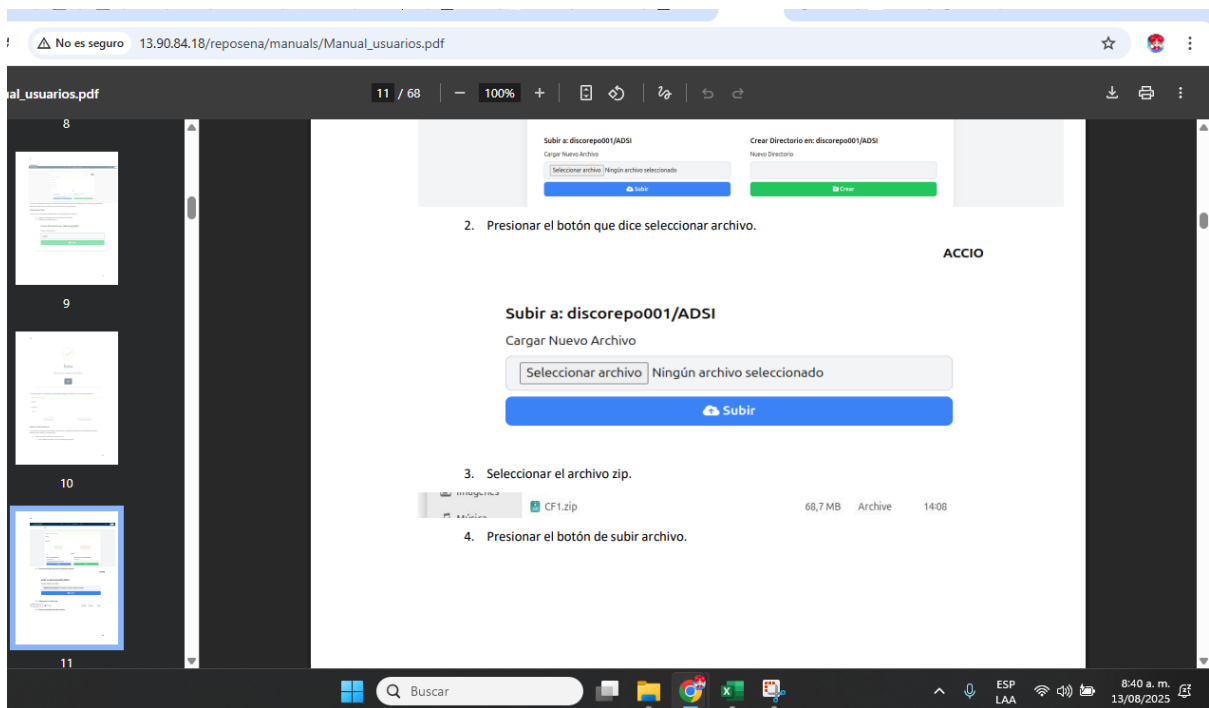 No es seguro 13.90.84.18/reposena/manuals/Manual_usuarios.pdf
al_usuarios.pdf 11 / 68 100%
8
9
10
11
Subir a: discorepo001/ADSI Crear Directorio en: discorepo001/ADSI
Cargar Nuevo Archivo Nuevo Directorio
Seleccionar archivo Ningún archivo seleccionado
Subir Crear
2. Presionar el botón que dice seleccionar archivo.
ACCIO
Subir a: discorepo001/ADSI
Cargar Nuevo Archivo
Seleccionar archivo Ningún archivo seleccionado
Subir
3. Seleccionar el archivo zip.
CF1.zip 68,7 MB Archive 14:08
4. Presionar el botón de subir archivo.
Buscar ESP 8:40 a. m.
LAA 13/08/2025